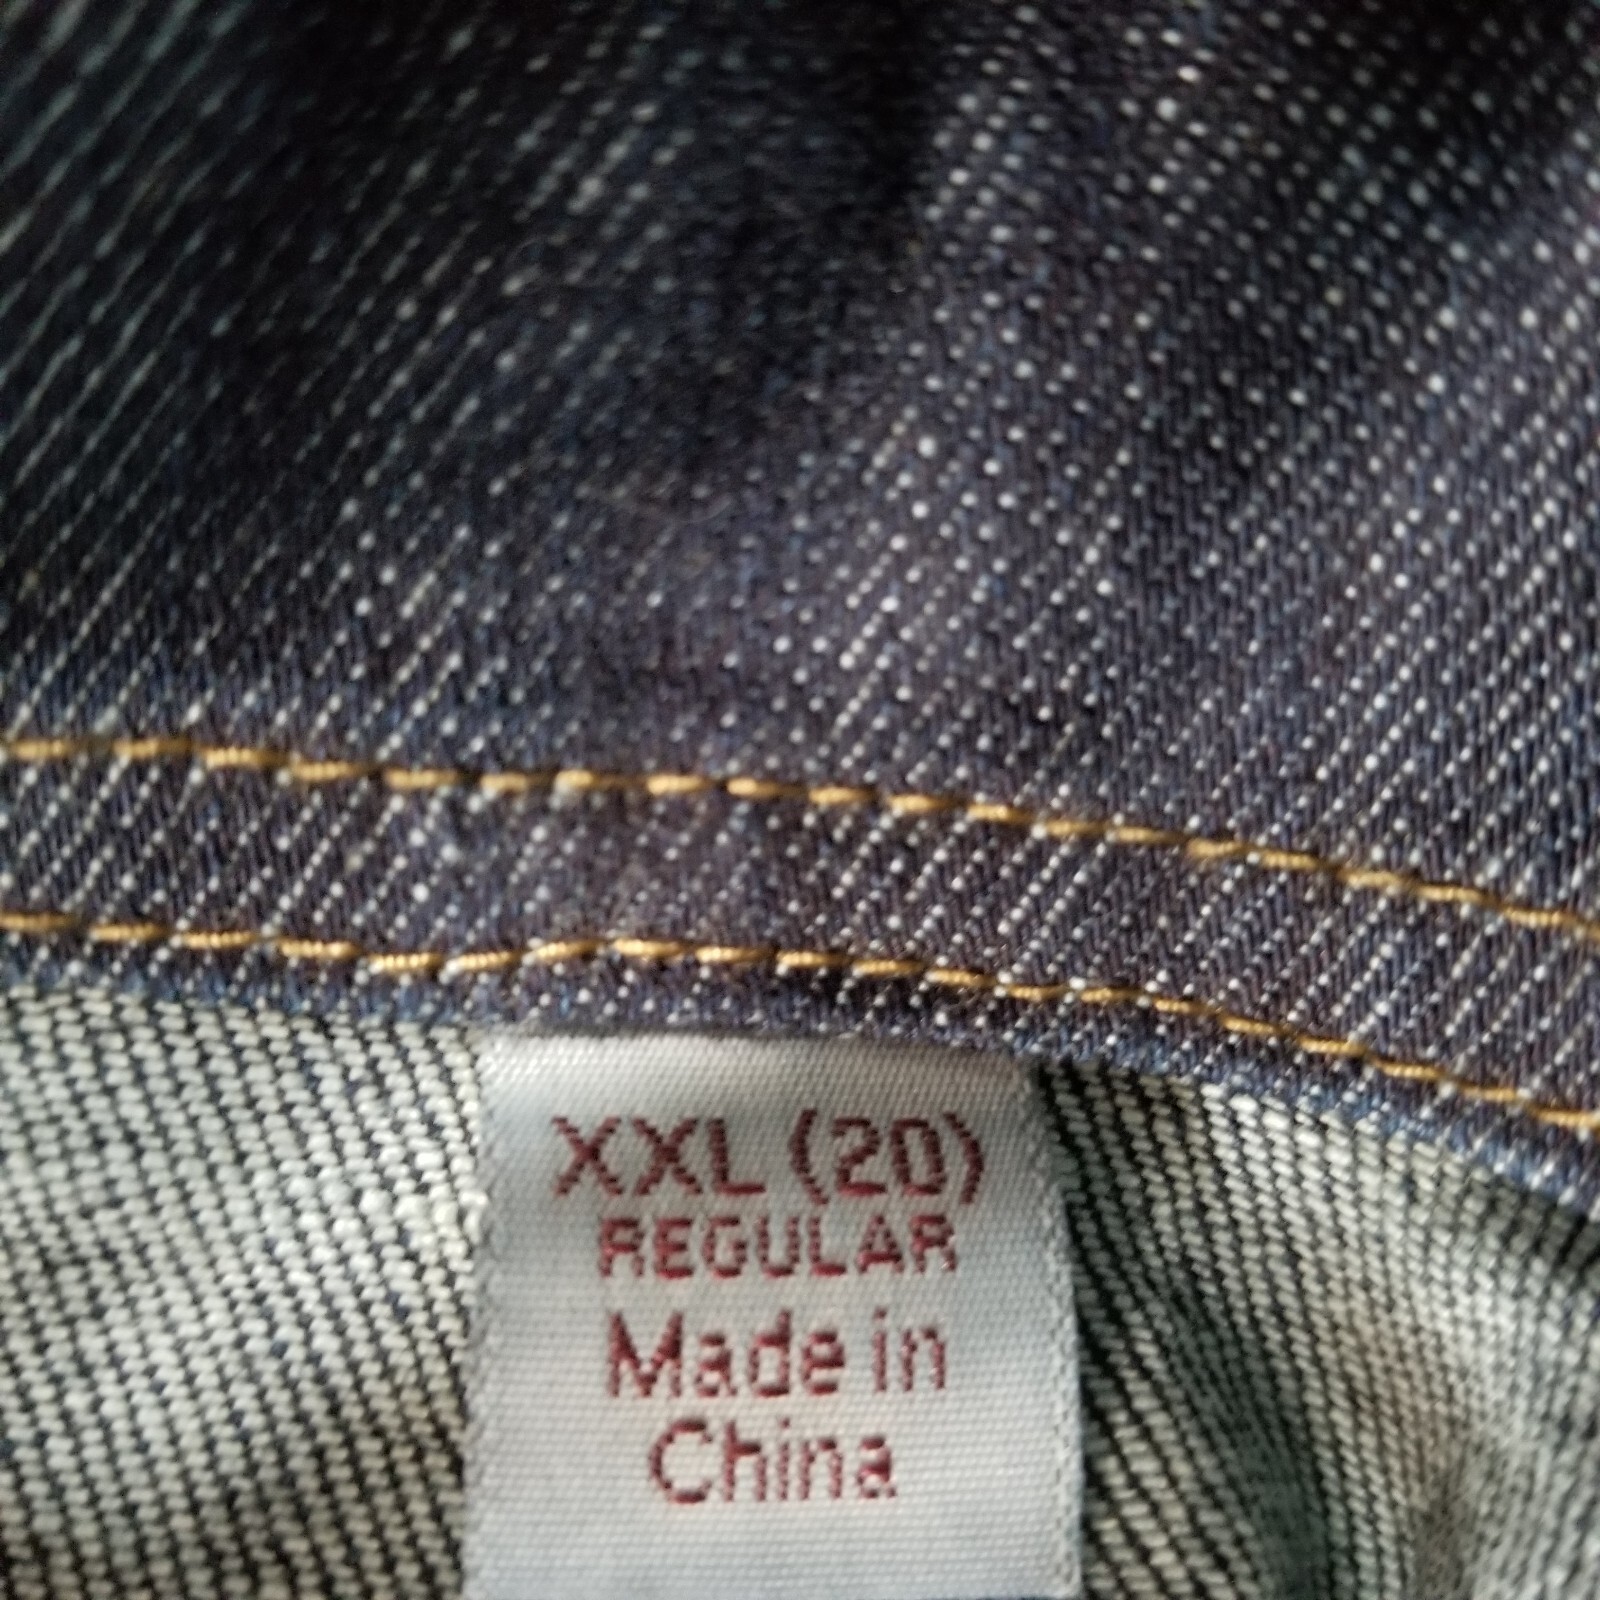 XXL (20)
REGULAR
Made in
China